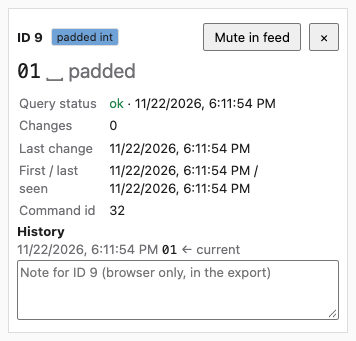 ID 9 padded int Mute in feed ×
01 ⎵ padded
Query status ok · 11/22/2026, 6:11:54 PM
Changes 0
Last change 11/22/2026, 6:11:54 PM
First / last seen 11/22/2026, 6:11:54 PM /
11/22/2026, 6:11:54 PM
Command id 32
History
11/22/2026, 6:11:54 PM 01 ← current
Note for ID 9 (browser only, in the export)